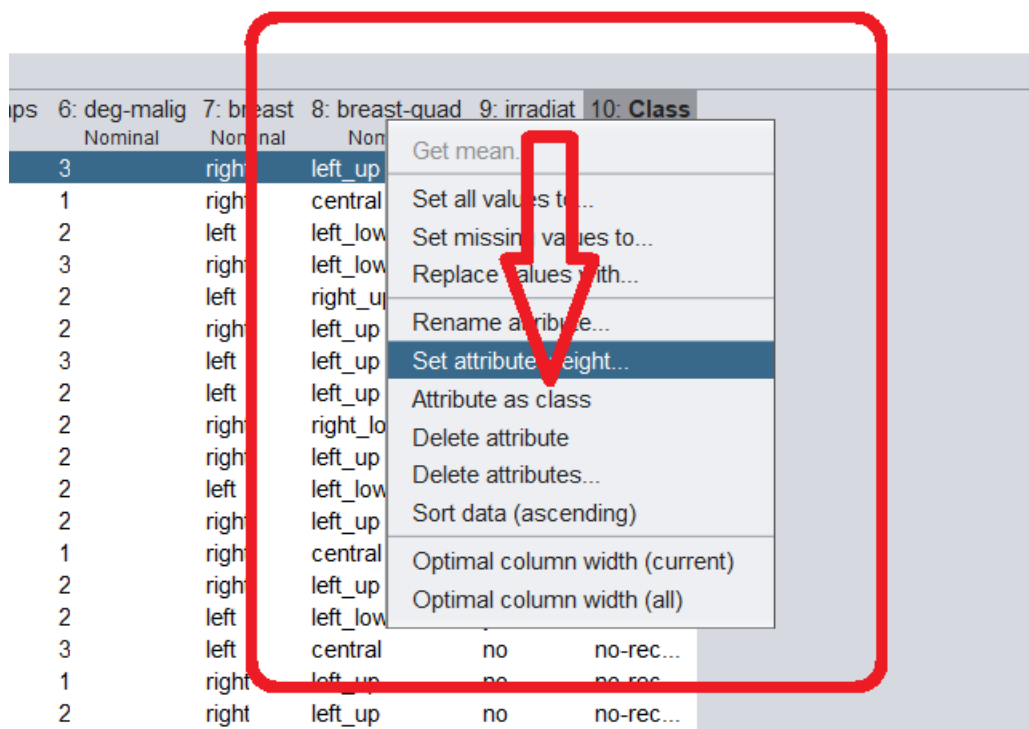 6: deg-malig 7: breast 8: breast-quad 9: irradiat 10: Class
Nominal Nominal
3 right left_up
1 right central
2 left left_low
3 right left_low
2 left right_up
2 right left_up
3 left left_up
2 left left_up
2 right right_lo
2 right left_up
2 left left_low
2 right left_up
1 right central
2 right left_up
2 left left_low
3 left central no no-rec...
1 right left_up no no-rec
2 right left_up no no-rec...
Get mean...
Set all values to...
Set missing values to...
Replace values with...
Rename attribute...
Set attribute weight...
Attribute as class
Delete attribute
Delete attributes...
Sort data (ascending)
Optimal column width (current)
Optimal column width (all)